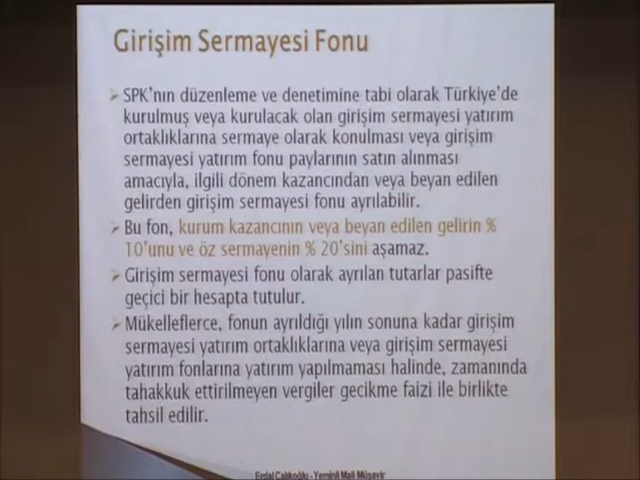 Girişim Sermayesi Fonu
SPK'nın düzenleme ve denetimine tabi olarak Türkiye'de
kurulmuş veya kurulacak olan girişim sermayesi yatırım
ortaklıklarına sermaye olarak konulması veya girişim
sermayesi yatırım fonu paylarının satın alınması
amacıyla, ilgili dönem kazancından veya beyan edilen
gelirden girişim sermayesi fonu ayrılabilir.
Bu fon, kurum kazancının veya beyan edilen gelirin %
10'unu ve öz sermayenin % 20'sini aşamaz.
Girişim sermayesi fonu olarak ayrılan tutarlar pasifte
geçici bir hesapta tutulur.
Mükelleflerce, fonun ayrıldığı yılın sonuna kadar girişim
sermayesi yatırım ortaklıklarına veya girişim sermayesi
yatırım fonlarına yatırım yapılmaması halinde, zamanında
tahakkuk ettirilmeyen vergiler gecikme faizi ile birlikte
tahsil edilir.
Erdal Çalıkoğlu - Yeminli Mali Müşavir